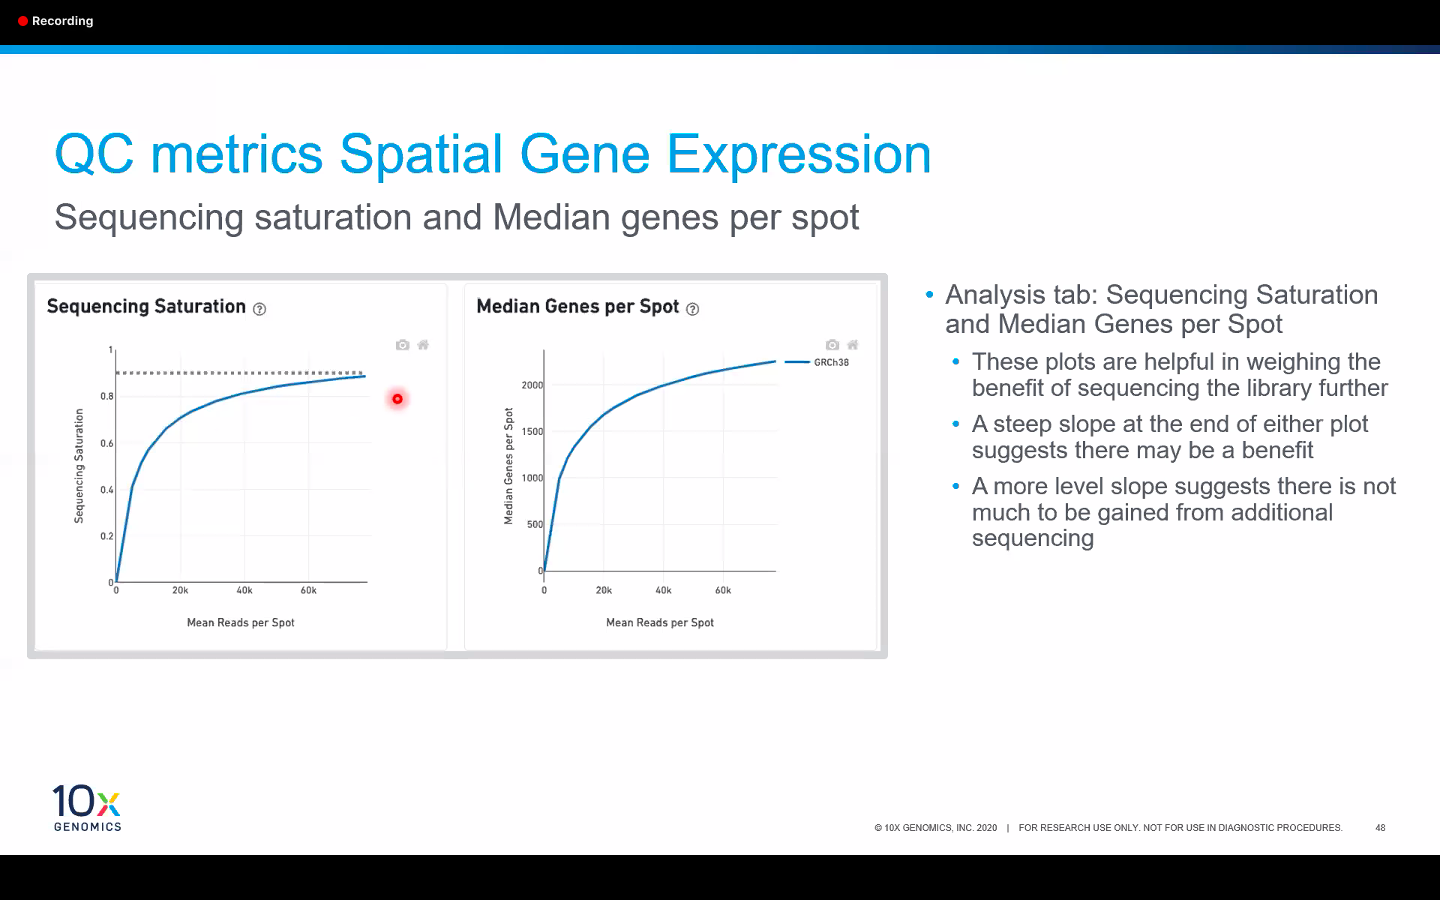 Recording
QC metrics Spatial Gene Expression
Sequencing saturation and Median genes per spot
Sequencing Saturation ?
1
0.8
0.6
0.4
0.2
0
Sequencing Saturation
0 20k 40k 60k
Mean Reads per Spot
Median Genes per Spot ?
GRCh38
2000
1500
1000
500
0
Median Genes per Spot
0 20k 40k 60k
Mean Reads per Spot
• Analysis tab: Sequencing Saturation
and Median Genes per Spot
• These plots are helpful in weighing the
benefit of sequencing the library further
• A steep slope at the end of either plot
suggests there may be a benefit
• A more level slope suggests there is not
much to be gained from additional
sequencing
10x
GENOMICS
© 10X GENOMICS, INC. 2020 | FOR RESEARCH USE ONLY. NOT FOR USE IN DIAGNOSTIC PROCEDURES. 48